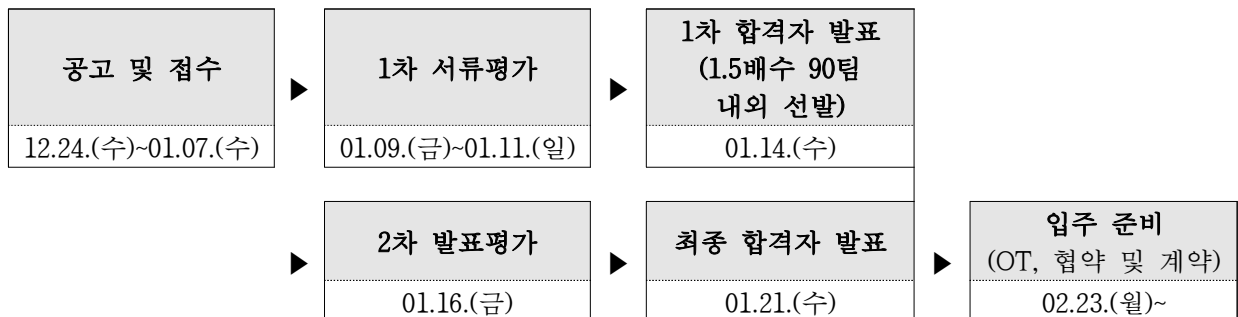 공고 및 접수
12.24.(수)~01.07.(수)
▶
1차 서류평가
01.09.(금)~01.11.(일)
▶
1차 합격자 발표
(1.5배수 90팀
내외 선발)
01.14.(수)
▶
2차 발표평가
01.16.(금)
▶
최종 합격자 발표
01.21.(수)
▶
입주 준비
(OT, 협약 및 계약)
02.23.(월)~